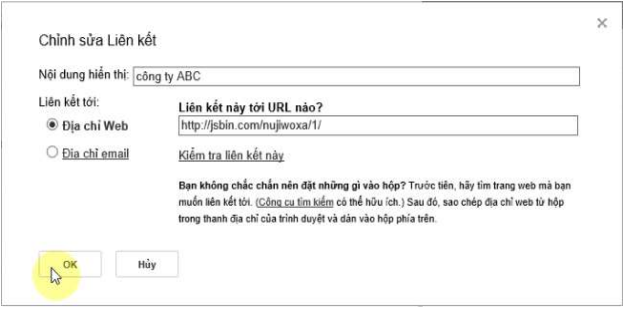 ×
Chỉnh sửa Liên kết
Nội dung hiển thị: công ty ABC
Liên kết tới:
Liên kết này tới URL nào?
Địa chỉ Web
http://jsbin.com/nujiwoxa/1/
Địa chỉ email
Kiểm tra liên kết này
Bạn không chắc chắn nên đặt những gì vào hộp? Trước tiên, hãy tìm trang web mà bạn
muốn liên kết tới. (Công cụ tìm kiếm có thể hữu ích.) Sau đó, sao chép địa chỉ web từ hộp
trong thanh địa chỉ của trình duyệt và dán vào hộp phía trên.
OK
Hủy